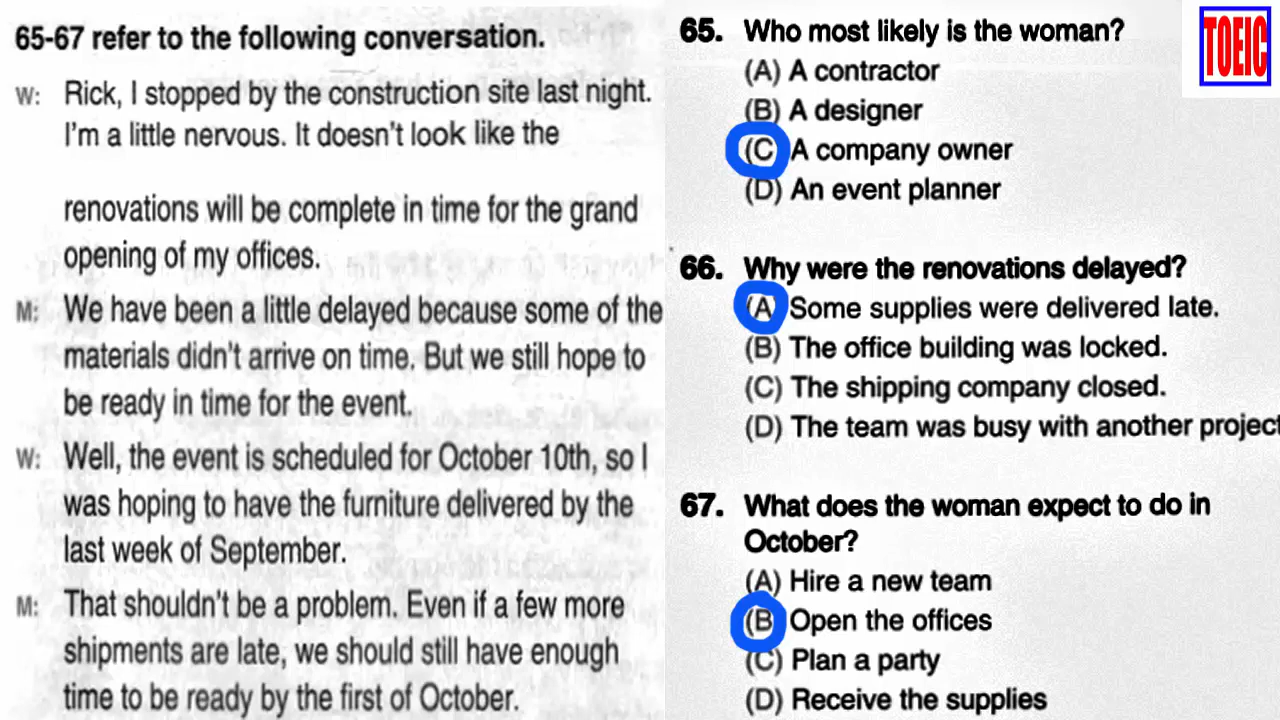 65-67 refer to the following conversation.
W: Rick, I stopped by the construction site last night.
I'm a little nervous. It doesn't look like the
renovations will be complete in time for the grand
opening of my offices.
M: We have been a little delayed because some of the
materials didn't arrive on time. But we still hope to
be ready in time for the event.
W: Well, the event is scheduled for October 10th, so I
was hoping to have the furniture delivered by the
last week of September.
M: That shouldn't be a problem. Even if a few more
shipments are late, we should still have enough
time to be ready by the first of October.
65. Who most likely is the woman?
(A) A contractor
(B) A designer
(C A company owner
(D) An event planner
66. Why were the renovations delayed?
(A) Some supplies were delivered late.
(B) The office building was locked.
(C) The shipping company closed.
(D) The team was busy with another project
67. What does the woman expect to do in
October?
(A) Hire a new team
(B Open the offices
(C) Plan a party
(D) Receive the supplies
TOEIC